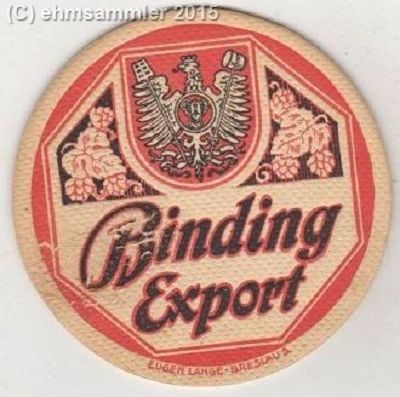 (C) ehmsammler 2015
Binding
Export
EUGEN LANGE - BRESLAU 5.